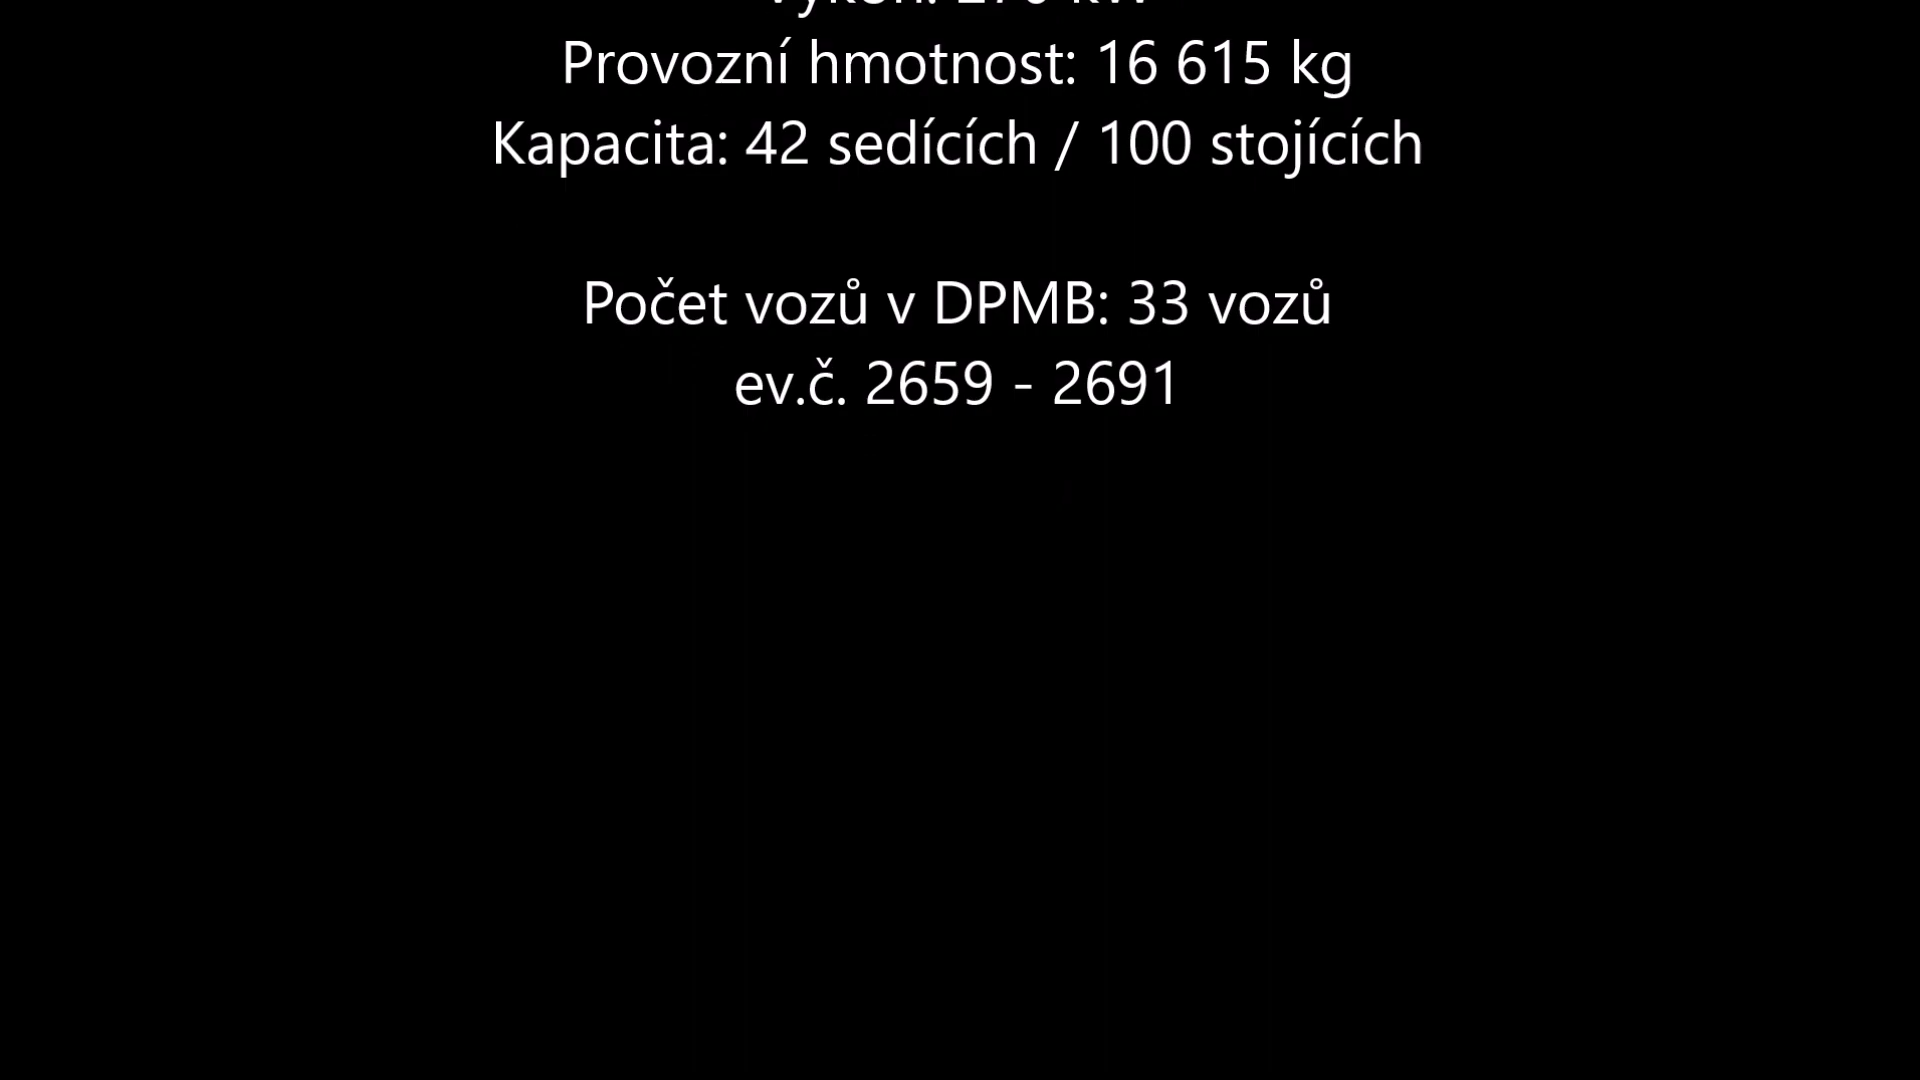 Provozní hmotnost: 16 615 kg
Kapacita: 42 sedících / 100 stojících
Počet vozů v DPMB: 33 vozů
ev.č. 2659 - 2691